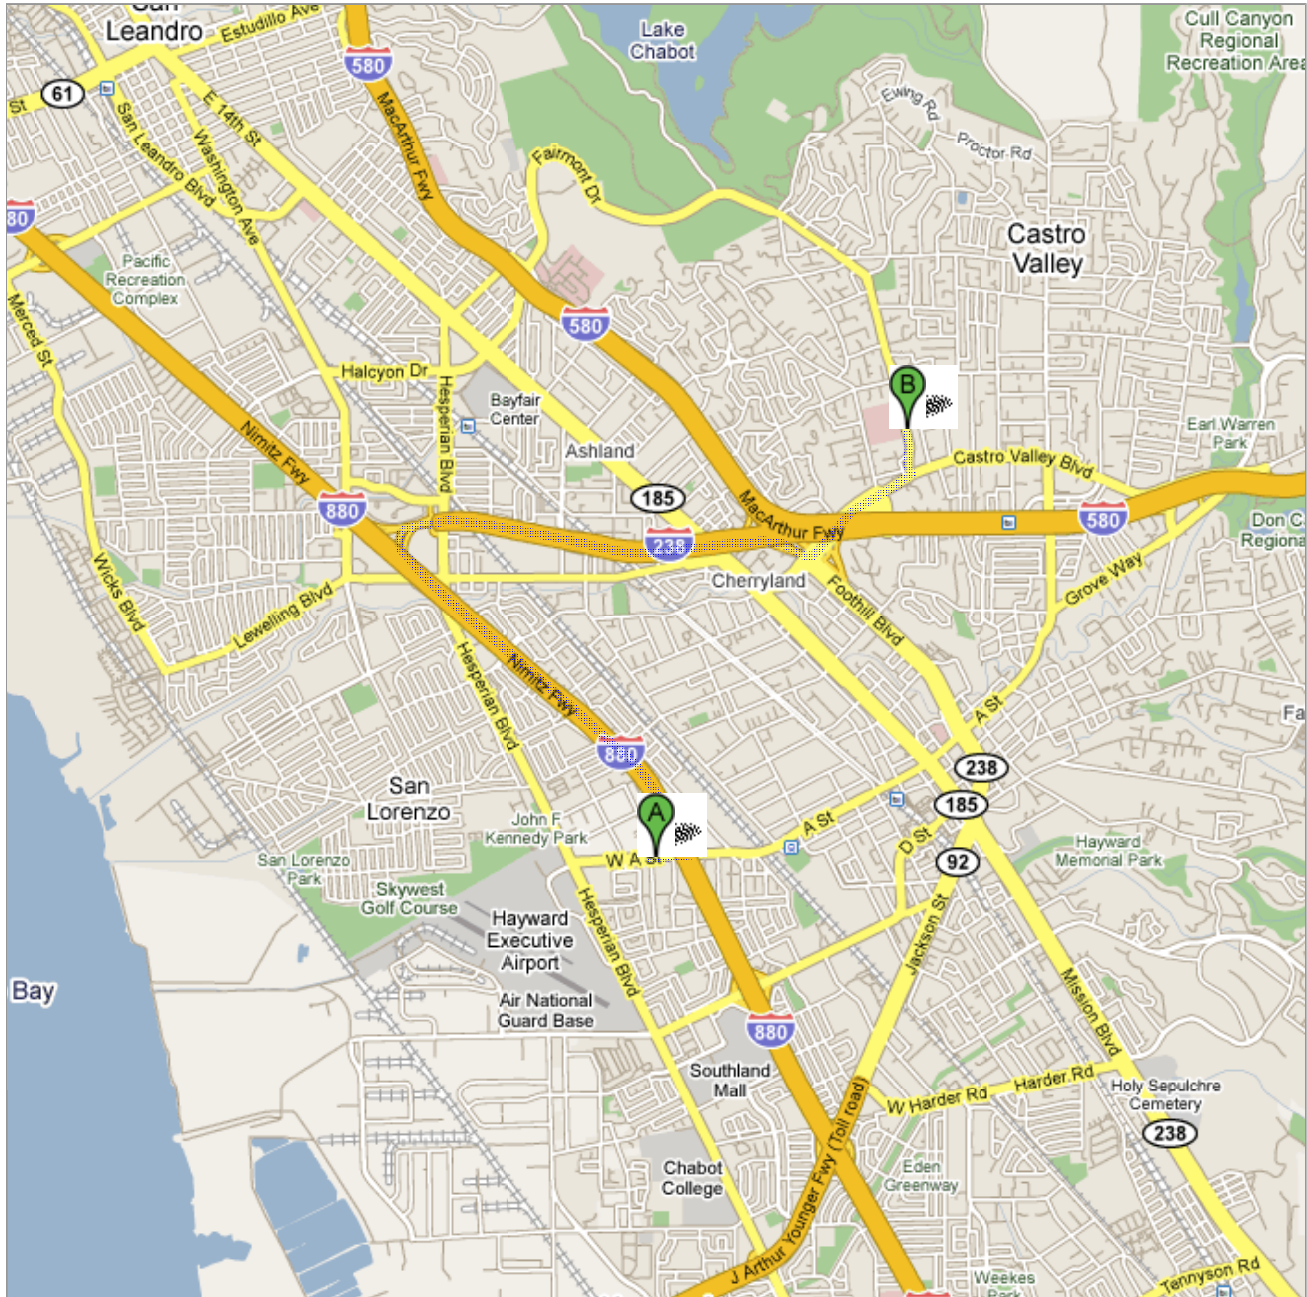 San
Leandro
Estudillo Ave
Lake
Chabot
Cull Canyon
Regional
Recreation Area
580
61
St
E 14th St
San Leandro Blvd
Washington Ave
MacArthur Fwy
Ewing Rd
Proctor Rd
Fairmont Dr
80
Castro
Valley
Pacific
Recreation
Complex
Merced St
580
Halcyon Dr
Hesperian Blvd
Bayfair
Center
B
Earl Warren
Park
Nimitz Fwy
Ashland
Castro Valley Blvd
185
880
MacArthur Fwy
580
238
Don C
Regiona
Wicks Blvd
Cherryland
Grove Way
Lewelling Blvd
Foothill Blvd
Hesperian Blvd
Nimitz Fwy
A St
Fa
880
238
San
Lorenzo
185
A
John F
Kennedy Park
A St
D St
Hayward
Memorial Park
San Lorenzo
Park
W A St
92
Skywest
Golf Course
Hayward
Executive
Airport
Hesperian Blvd
Jackson St
Bay
Air National
Guard Base
Mission Blvd
880
Southland
Mall
W Harder Rd
Harder Rd
Holy Sepulchre
Cemetery
238
Chabot
College
Eden
Greenway
J Arthur Younger Fwy (Toll road)
Tennyson Rd
Weekes
Park